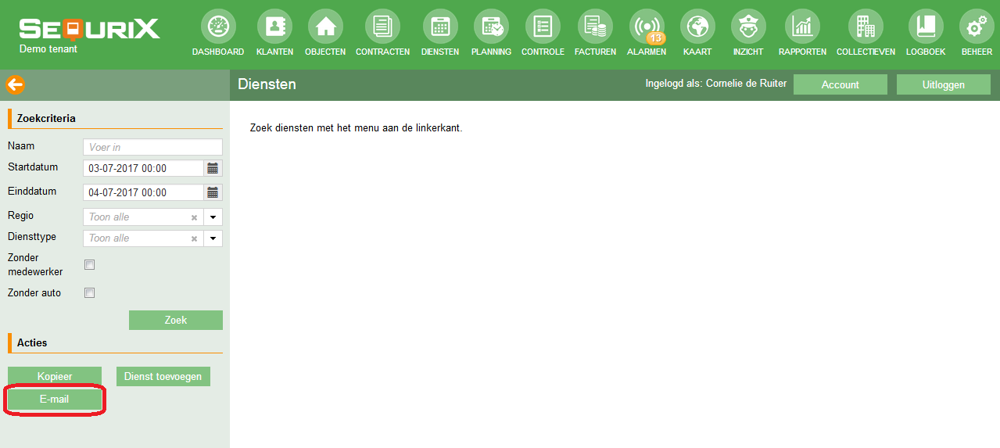 SEQURIX
Demo tenant
DASHBOARD
KLANTEN
OBJECTEN
CONTRACTEN
DIENSTEN
PLANNING
CONTROLE
FACTUREN
13
ALARMEN
KAART
INZICHT
RAPPORTEN
COLLECTIEVEN
LOGBOEK
BEHEER
Diensten
Ingelogd als: Cornelie de Ruiter
Account
Uitloggen
Zoekcriteria
Naam
Voer in
Startdatum
03-07-2017 00:00
Einddatum
04-07-2017 00:00
Regio
Toon alle
Diensttype
Toon alle
Zonder
medewerker
Zonder auto
Zoek
Acties
Kopieer
Dienst toevoegen
E-mail
Zoek diensten met het menu aan de linkerkant.